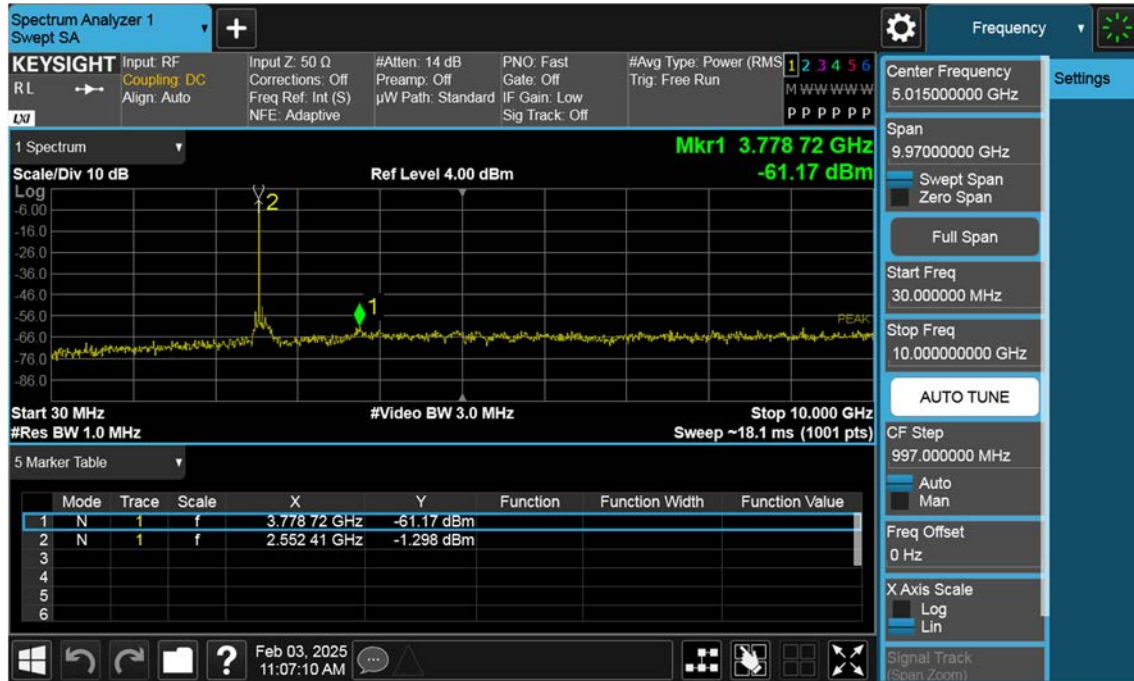 Spectrum Analyzer 1
Swept SA
+
Frequency
KEYSIGHT
RL
LXI
Input: RF
Coupling: DC
Align: Auto
Input Z: 50 Ω
Corrections: Off
Freq Ref: Int (S)
NFE: Adaptive
#Atten: 14 dB
Preamp: Off
µW Path: Standard
PNO: Fast
Gate: Off
IF Gain: Low
Sig Track: Off
#Avg Type: Power (RMS
Trig: Free Run
1 2 3 4 5 6
M W W W W W
P P P P P P
1 Spectrum
Mkr1 3.778 72 GHz
-61.17 dBm
Scale/Div 10 dB
Ref Level 4.00 dBm
Log
-6.00
-16.0
-26.0
-36.0
-46.0
-56.0
-66.0
-76.0
-86.0
2
1
PEAK
Start 30 MHz
#Video BW 3.0 MHz
Stop 10.000 GHz
#Res BW 1.0 MHz
Sweep ~18.1 ms (1001 pts)
5 Marker Table
Mode Trace Scale X Y Function Function Width Function Value
1 N 1 f 3.778 72 GHz -61.17 dBm
2 N 1 f 2.552 41 GHz -1.298 dBm
3
4
5
6
?
Feb 03, 2025
11:07:10 AM
Center Frequency
5.015000000 GHz
Settings
Span
9.97000000 GHz
Swept Span
Zero Span
Full Span
Start Freq
30.000000 MHz
Stop Freq
10.000000000 GHz
AUTO TUNE
CF Step
997.000000 MHz
Auto
Man
Freq Offset
0 Hz
X Axis Scale
Log
Lin
Signal Track
(Span Zoom)